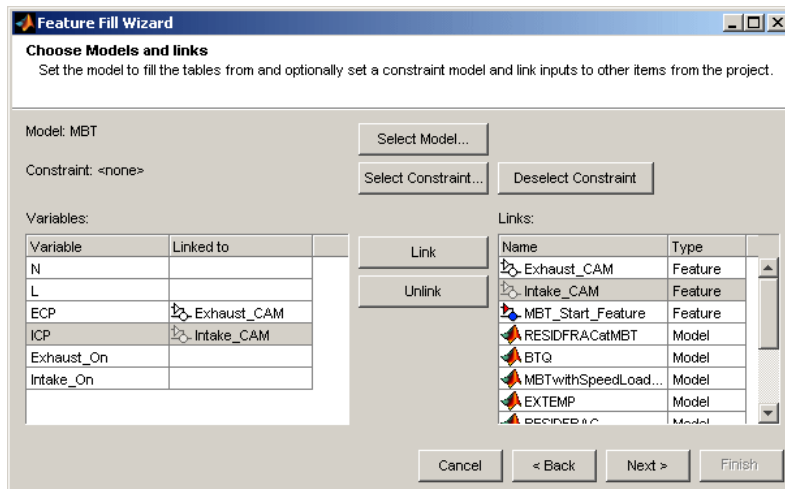 Feature Fill Wizard
Choose Models and links
Set the model to fill the tables from and optionally set a constraint model and link inputs to other items from the project.
Model: MBT
Select Model...
Constraint: <none>
Select Constraint...
Deselect Constraint
Variables:
Links:
Variable Linked to
N
L
ECP Exhaust_CAM
ICP Intake_CAM
Exhaust_On
Intake_On
Link
Unlink
Name Type
Exhaust_CAM Feature
Intake_CAM Feature
MBT_Start_Feature Feature
RESIDFRACatMBT Model
BTQ Model
MBTwithSpeedLoad... Model
EXTEMP Model
RESIDFRAC Model
Cancel
< Back
Next >
Finish